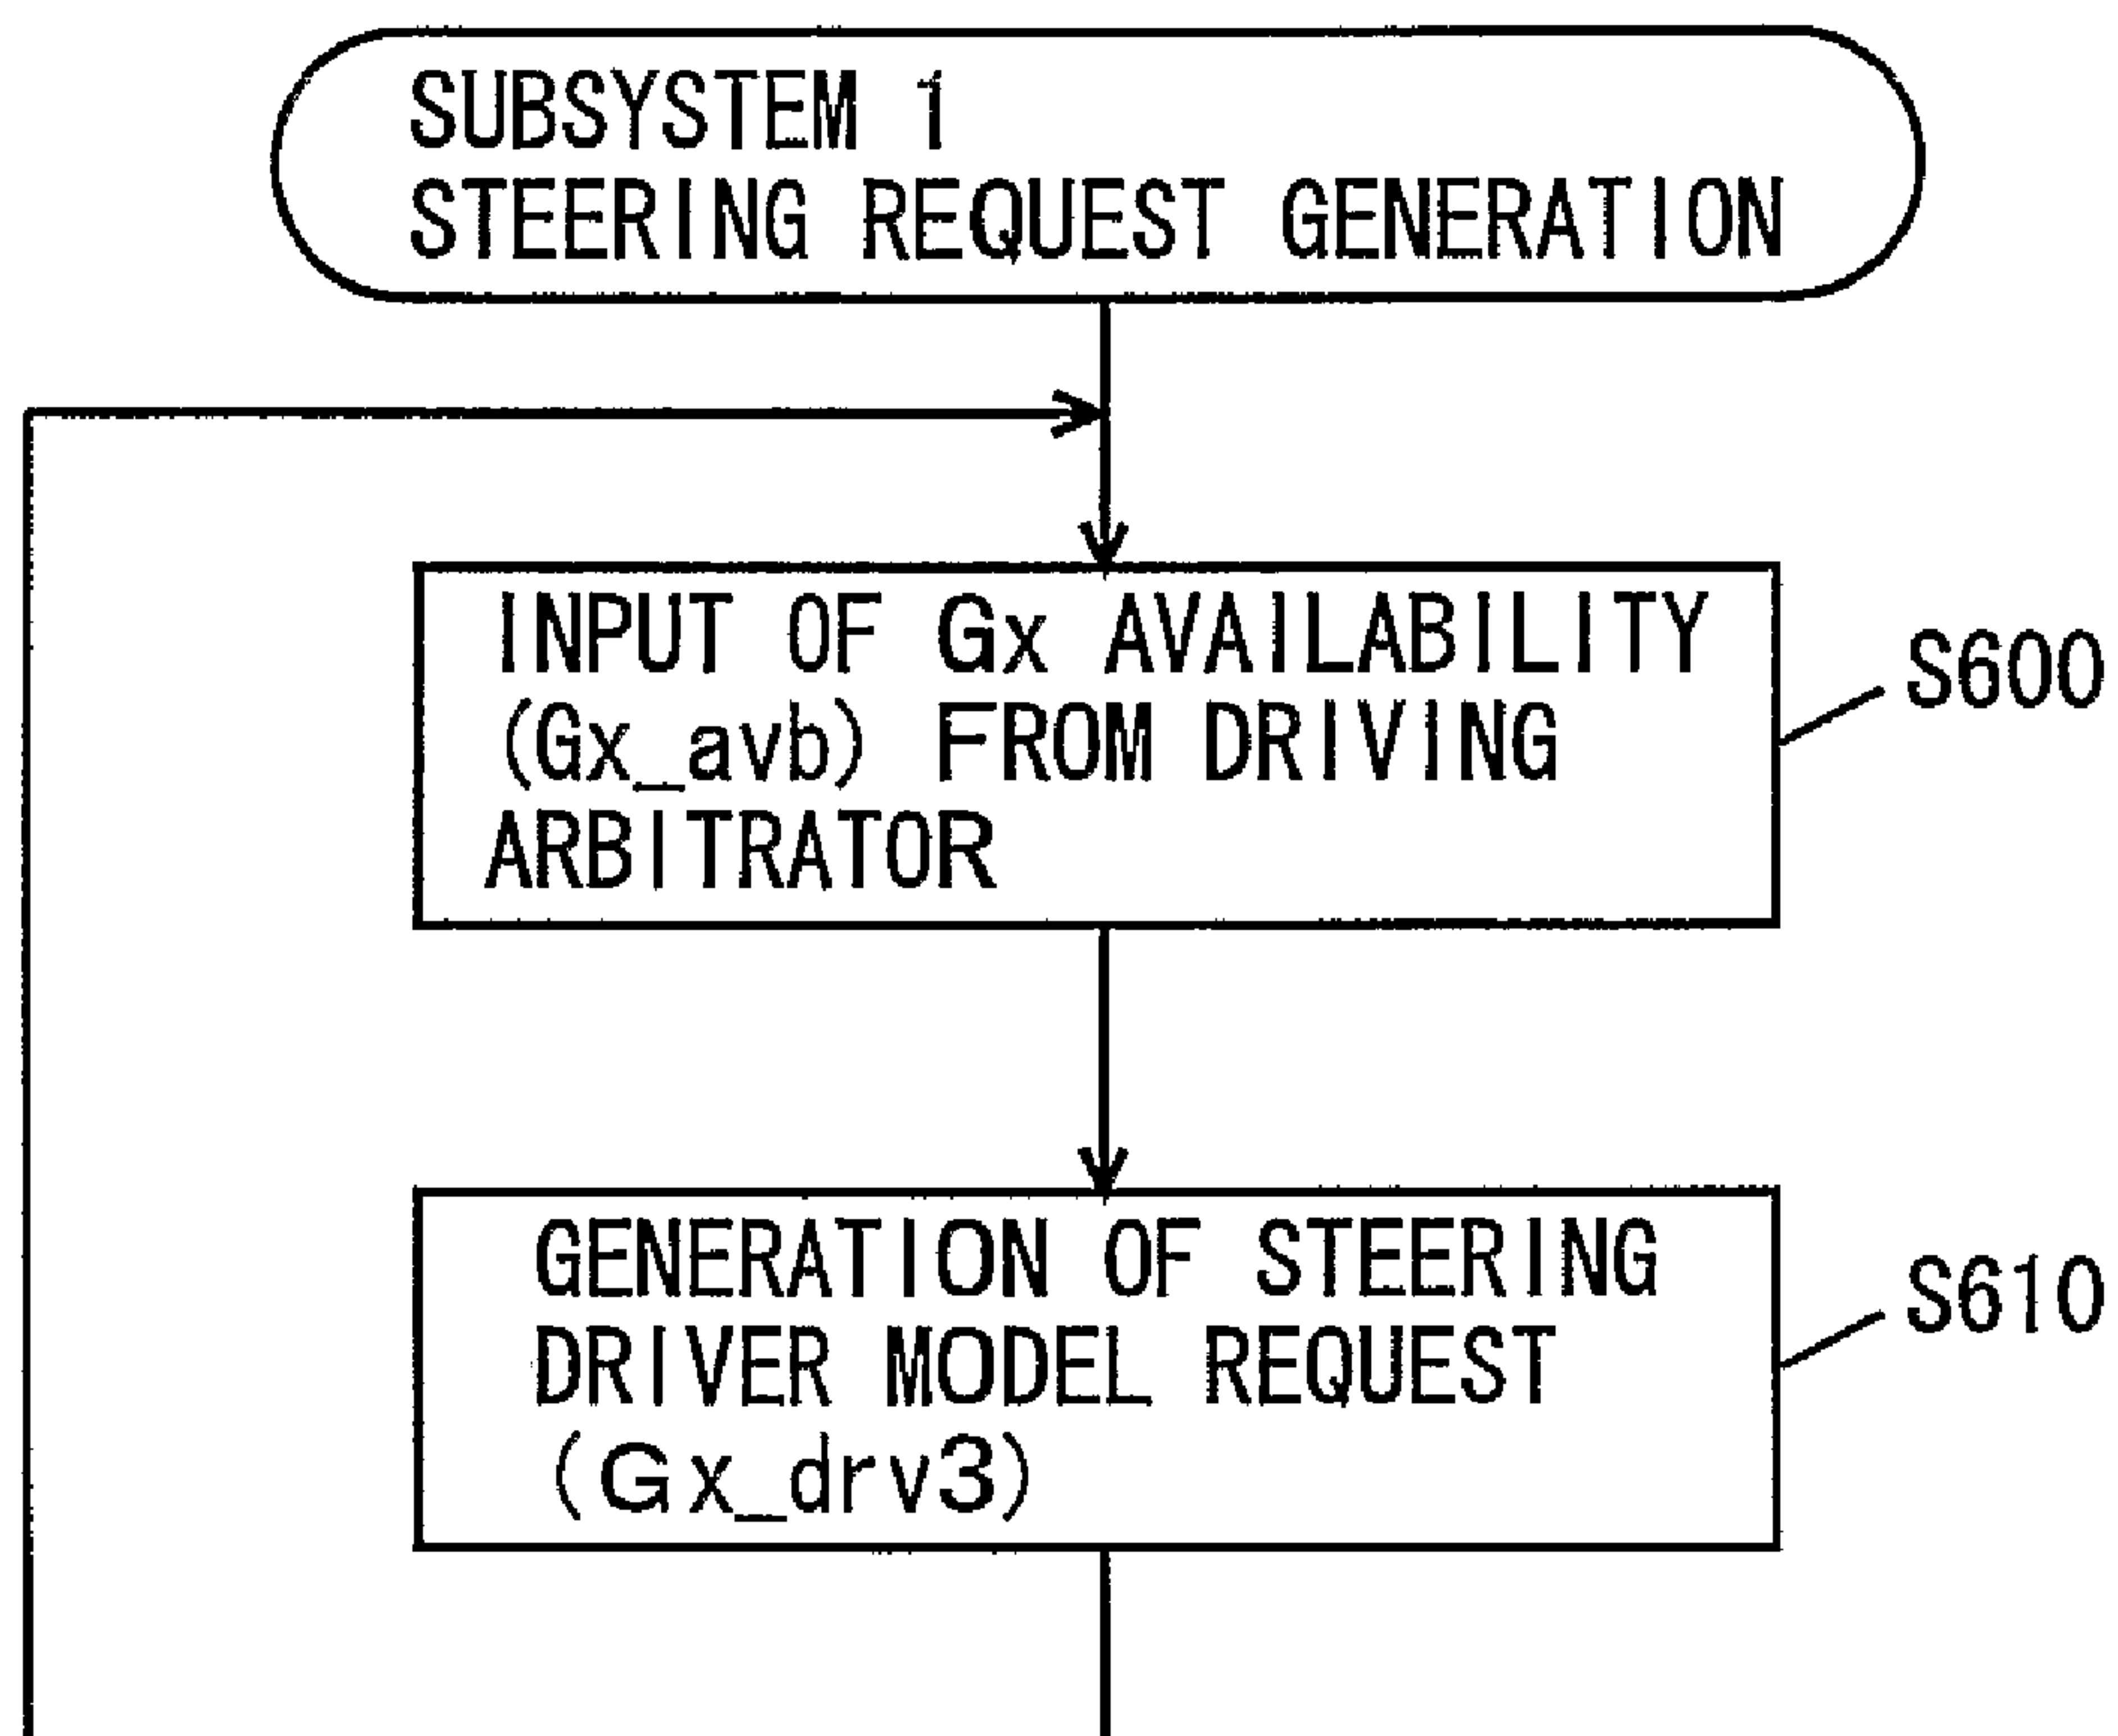 SUBSYSTEM 1
STEERING REQUEST GENERATION
INPUT OF Gx AVAILABILITY
(Gx_avb) FROM DRIVING
ARBITRATOR
S600
GENERATION OF STEERING
DRIVER MODEL REQUEST
(Gx_drv3)
S610